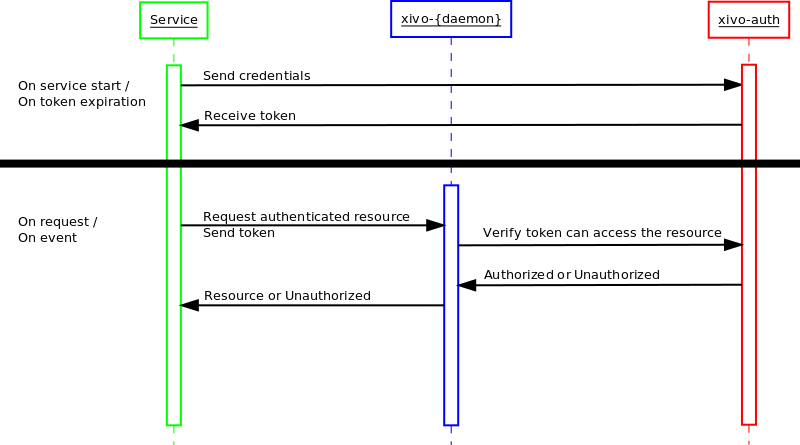 Service
xivo-{daemon}
xivo-auth
On service start /
On token expiration
Send credentials
Receive token
On request /
On event
Request authenticated resource
Send token
Verify token can access the resource
Authorized or Unauthorized
Resource or Unauthorized